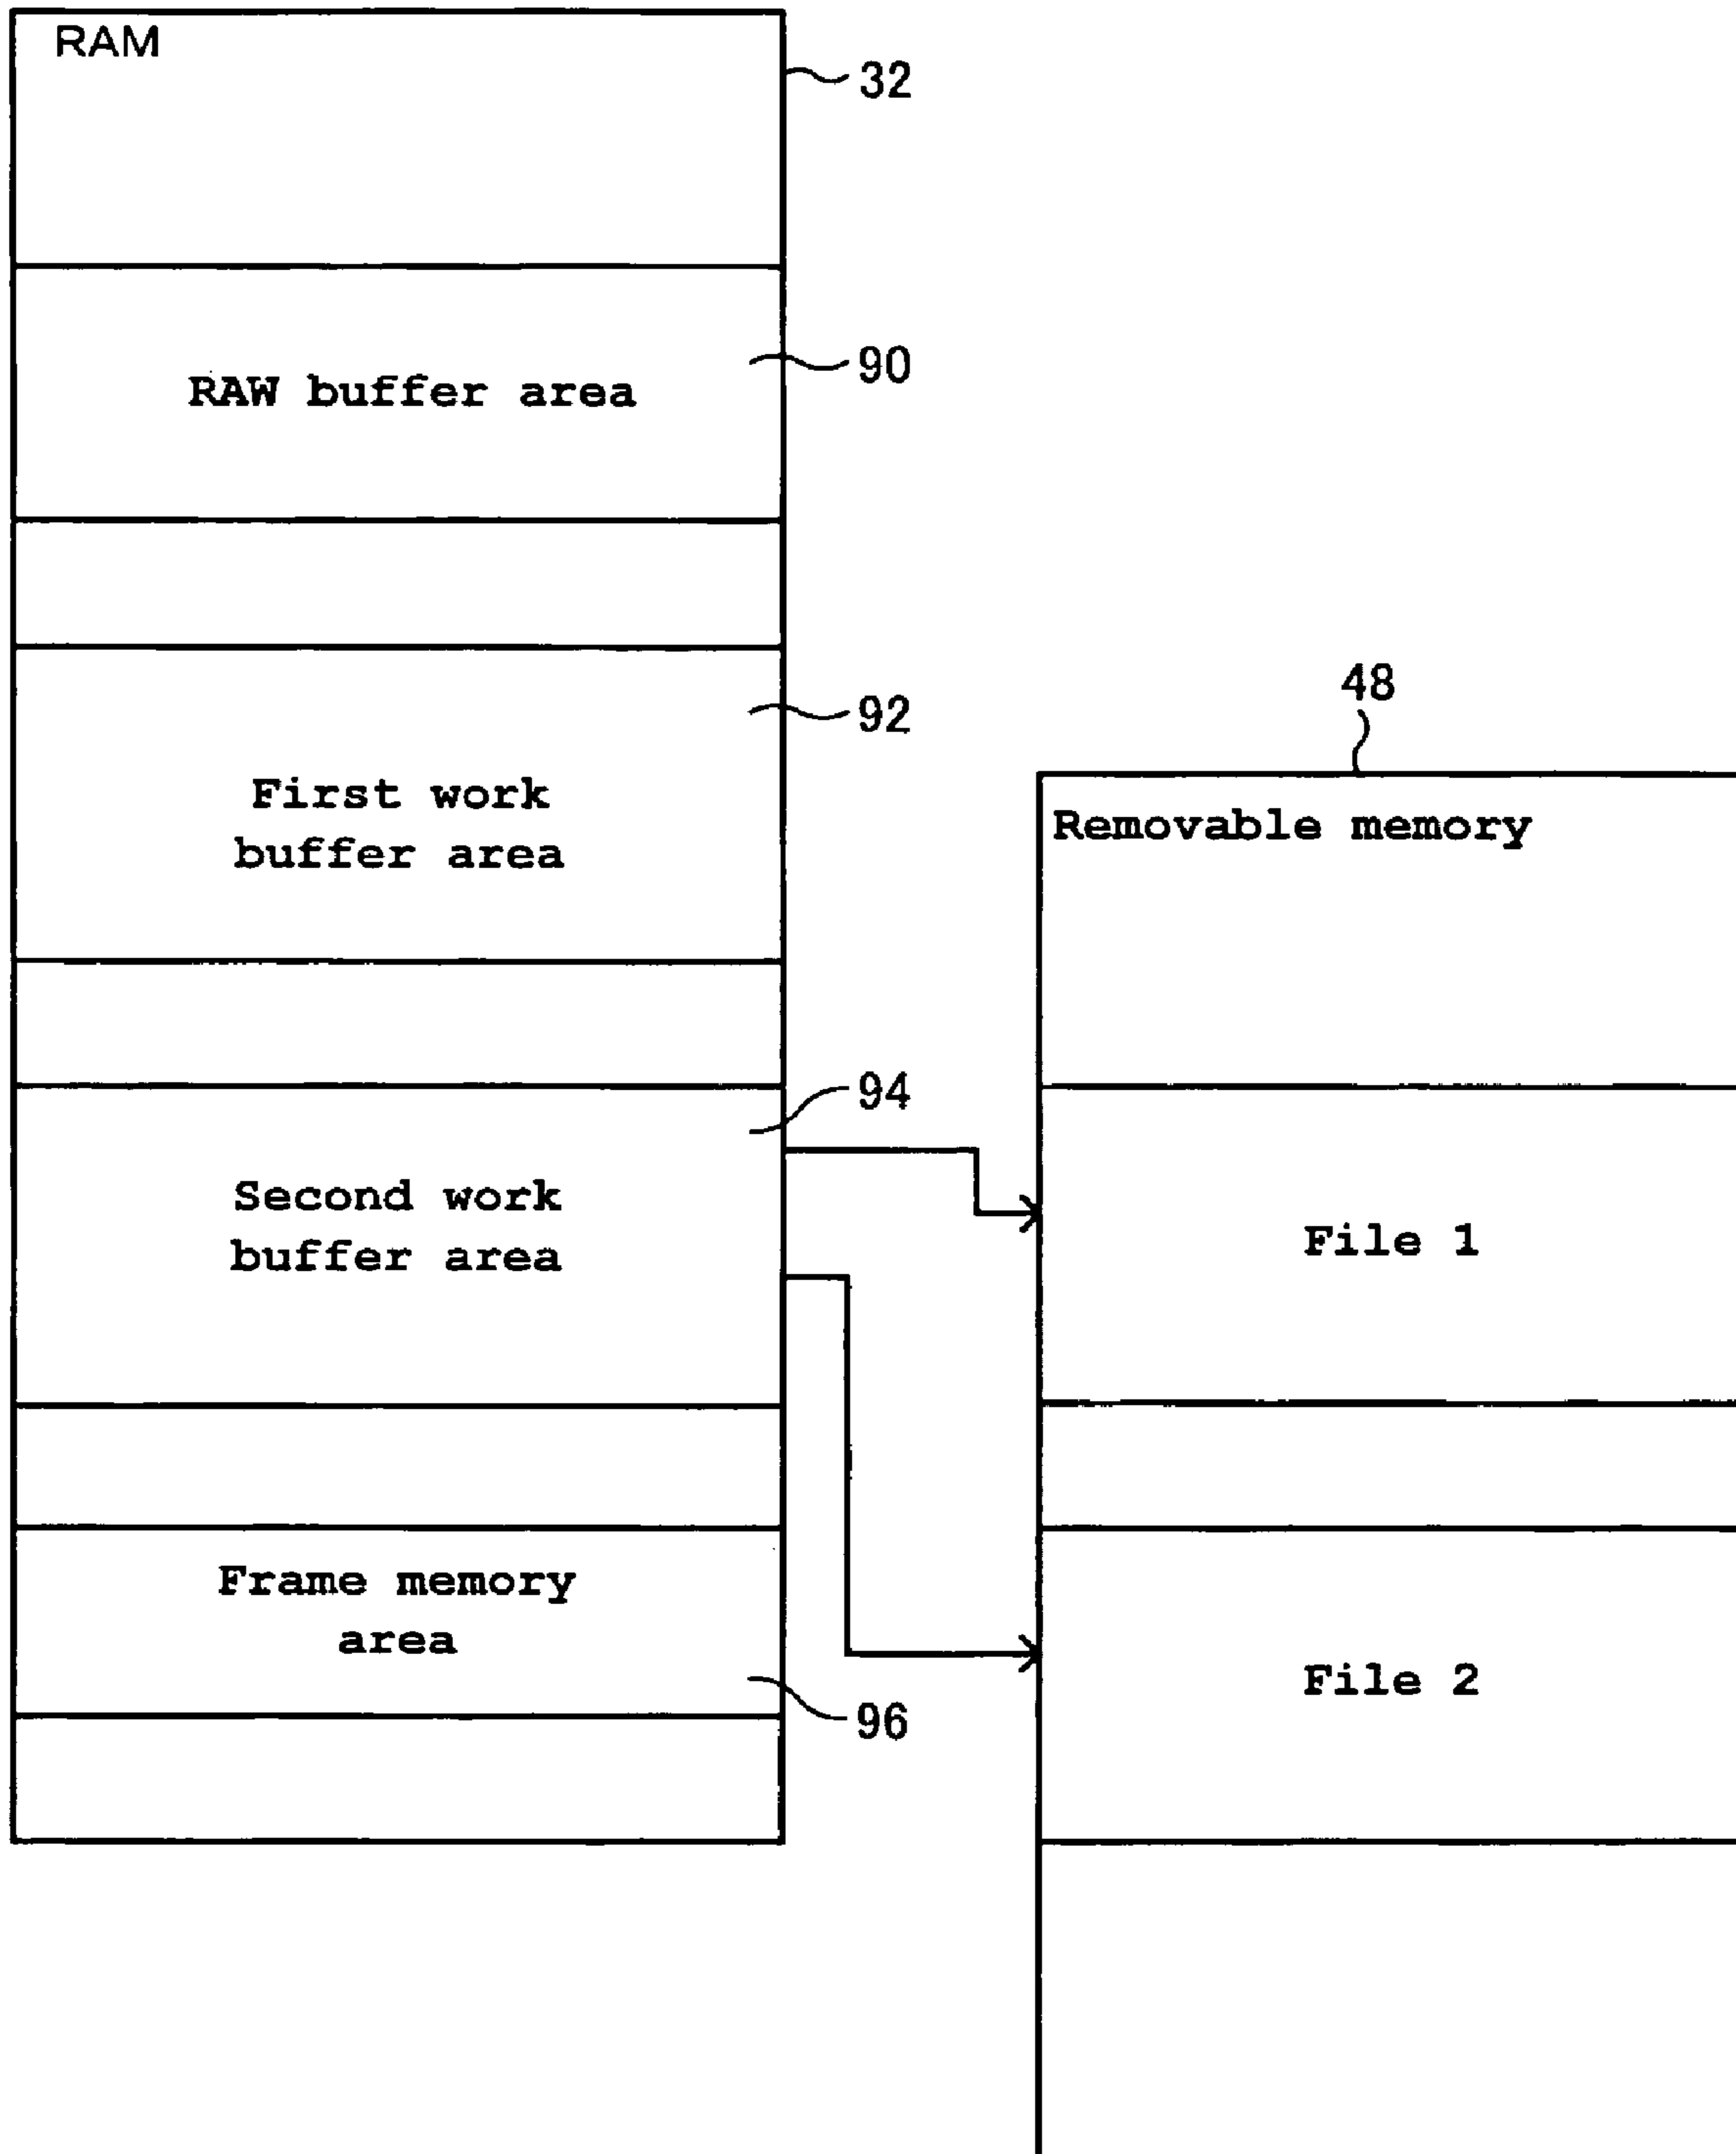 RAM
32
RAW buffer area
90
92
First work
buffer area
94
Second work
buffer area
Frame memory
area
96
48
Removable memory
File 1
File 2